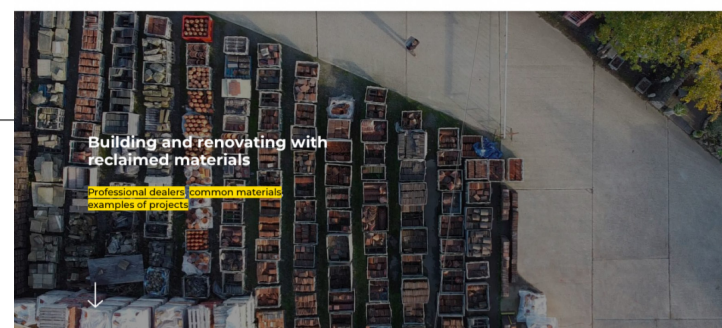 Building and renovating with
reclaimed materials
Professional dealers common materials
examples of projects